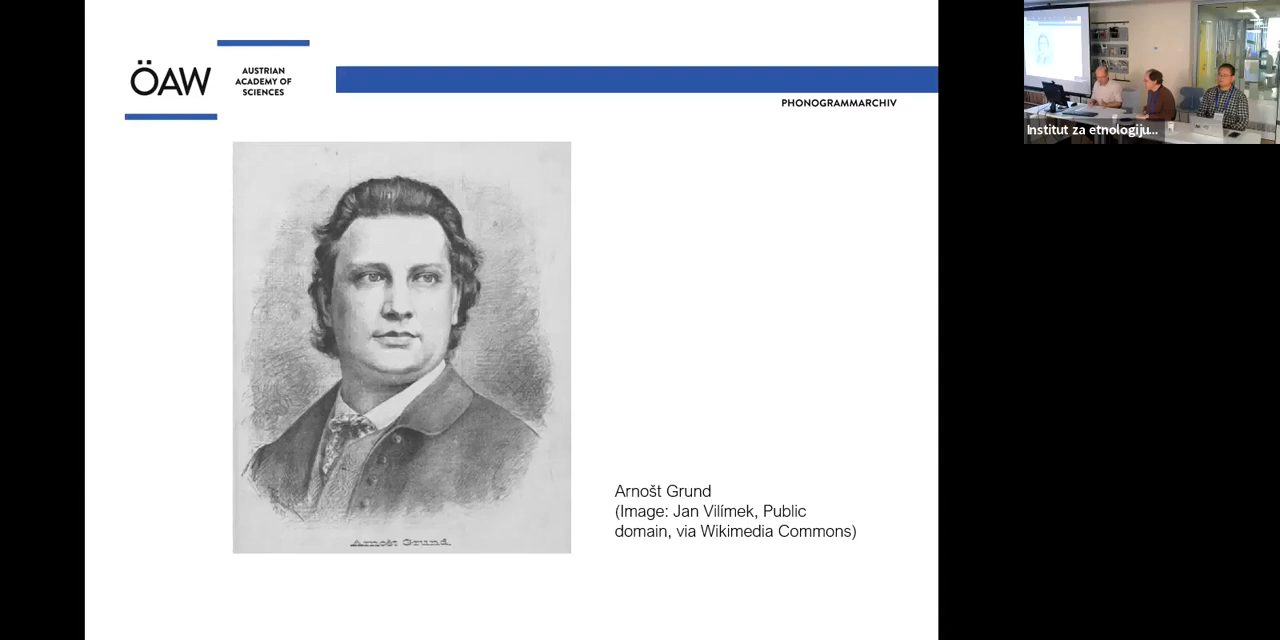 ÖAW
AUSTRIAN
ACADEMY OF
SCIENCES
PHONOGRAMMARCHIV
Institut za etnologiju...
Arnošt Grund.
Arnošt Grund
(Image: Jan Vilímek, Public
domain, via Wikimedia Commons)